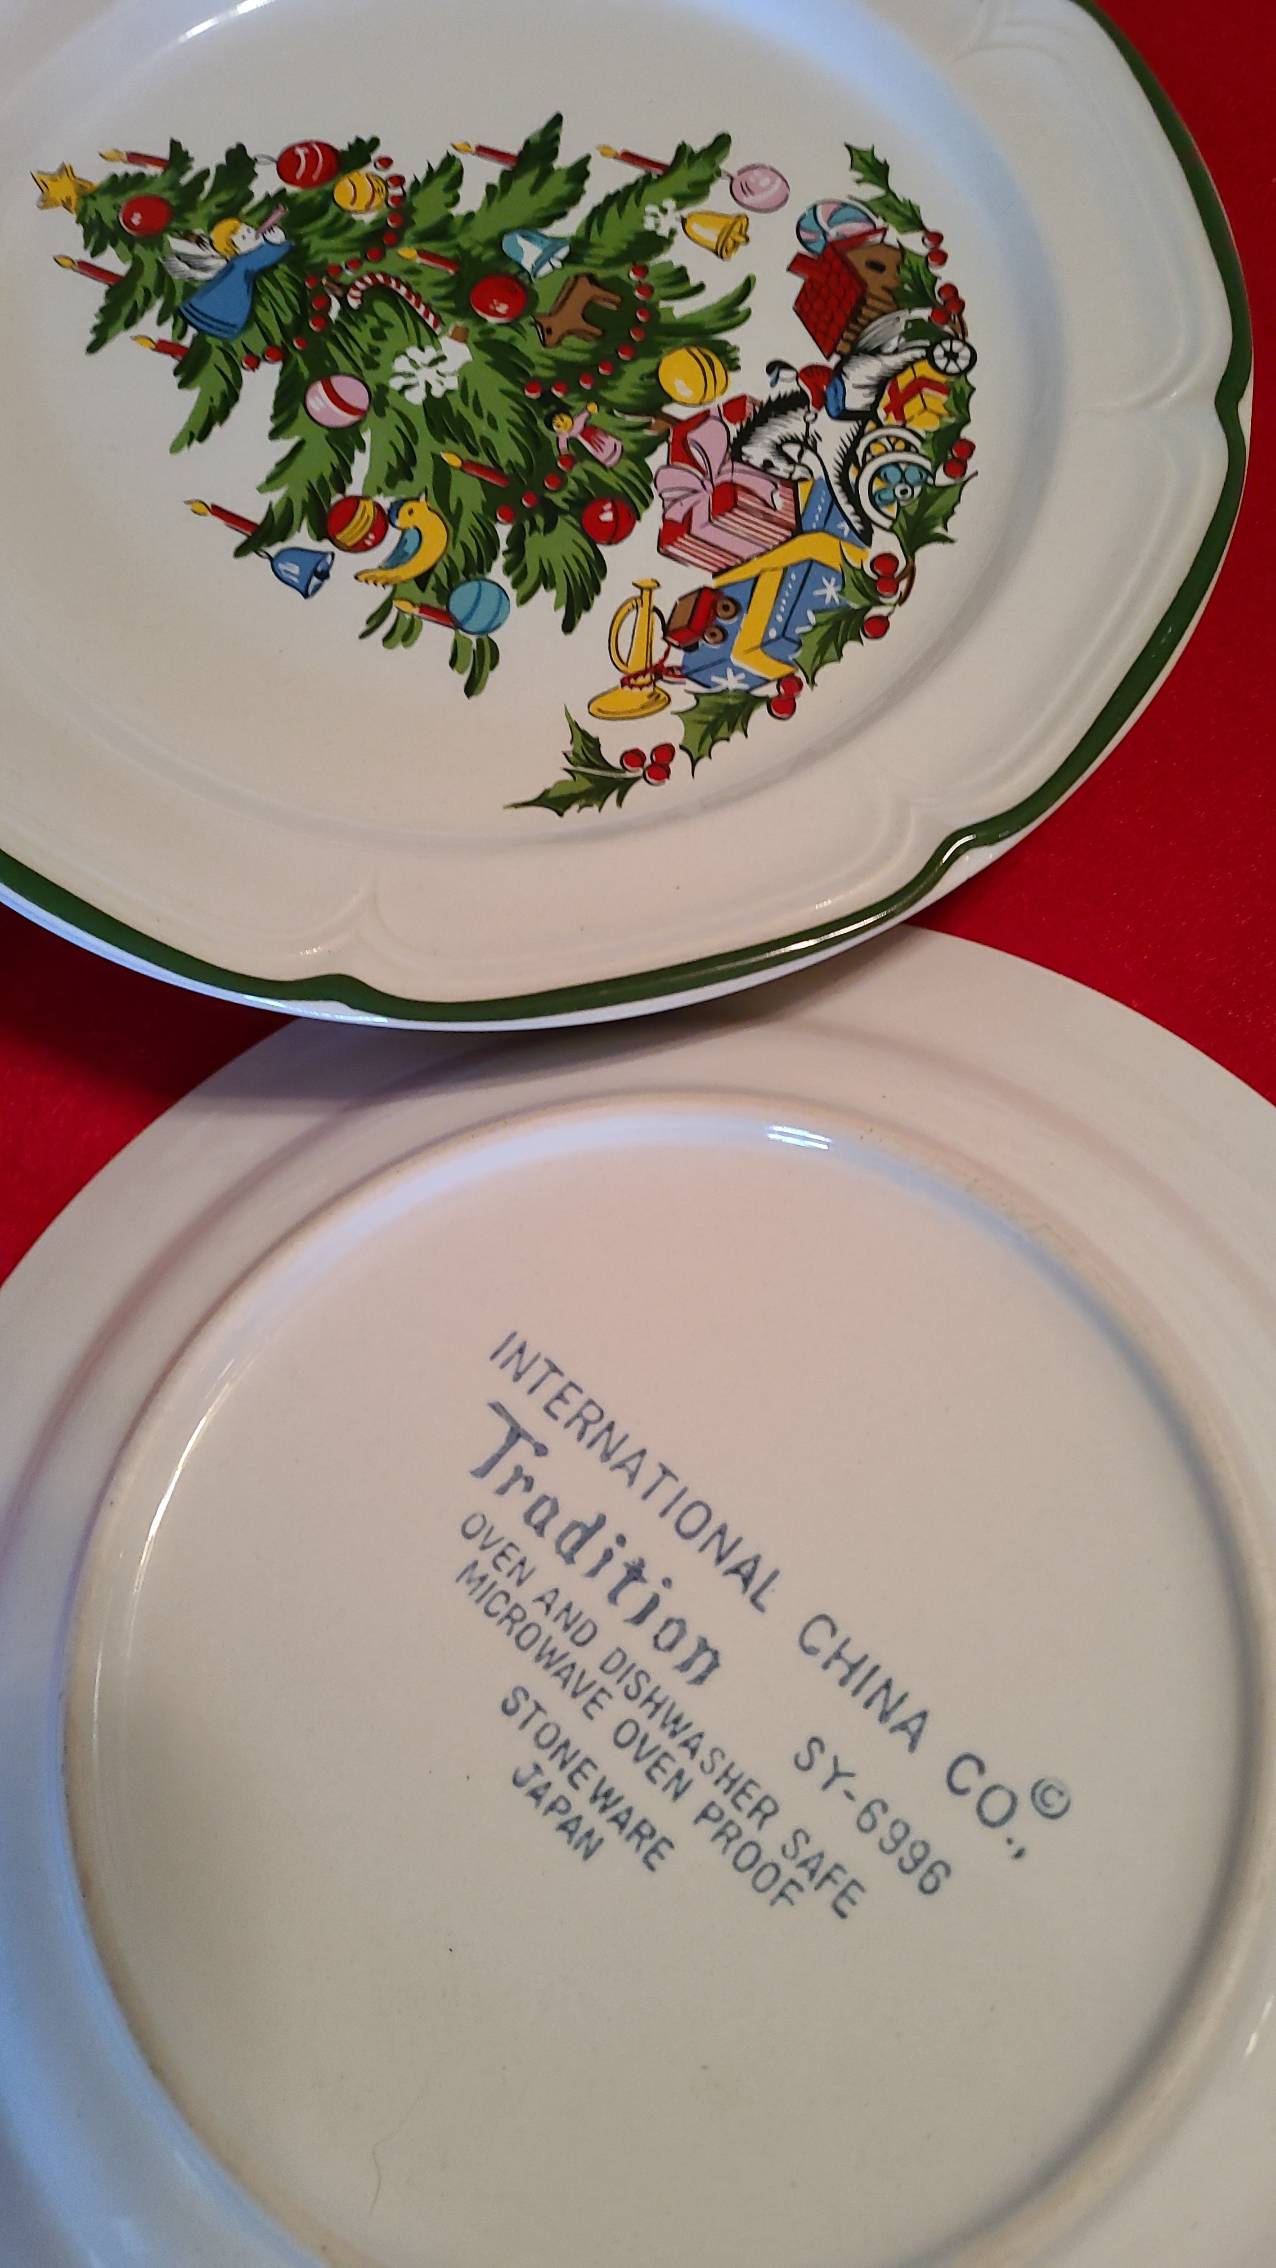 INTERNATIONAL CHINA CO.,©
Tradition SY-6996
OVEN AND DISHWASHER SAFE
MICROWAVE OVEN PROOF
STONEWARE
JAPAN